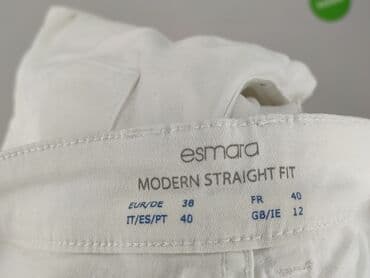 esmara
MODERN STRAIGHT FIT
EUR/DE 38 FR 40
IT/ES/PT 40 GB/IE 12